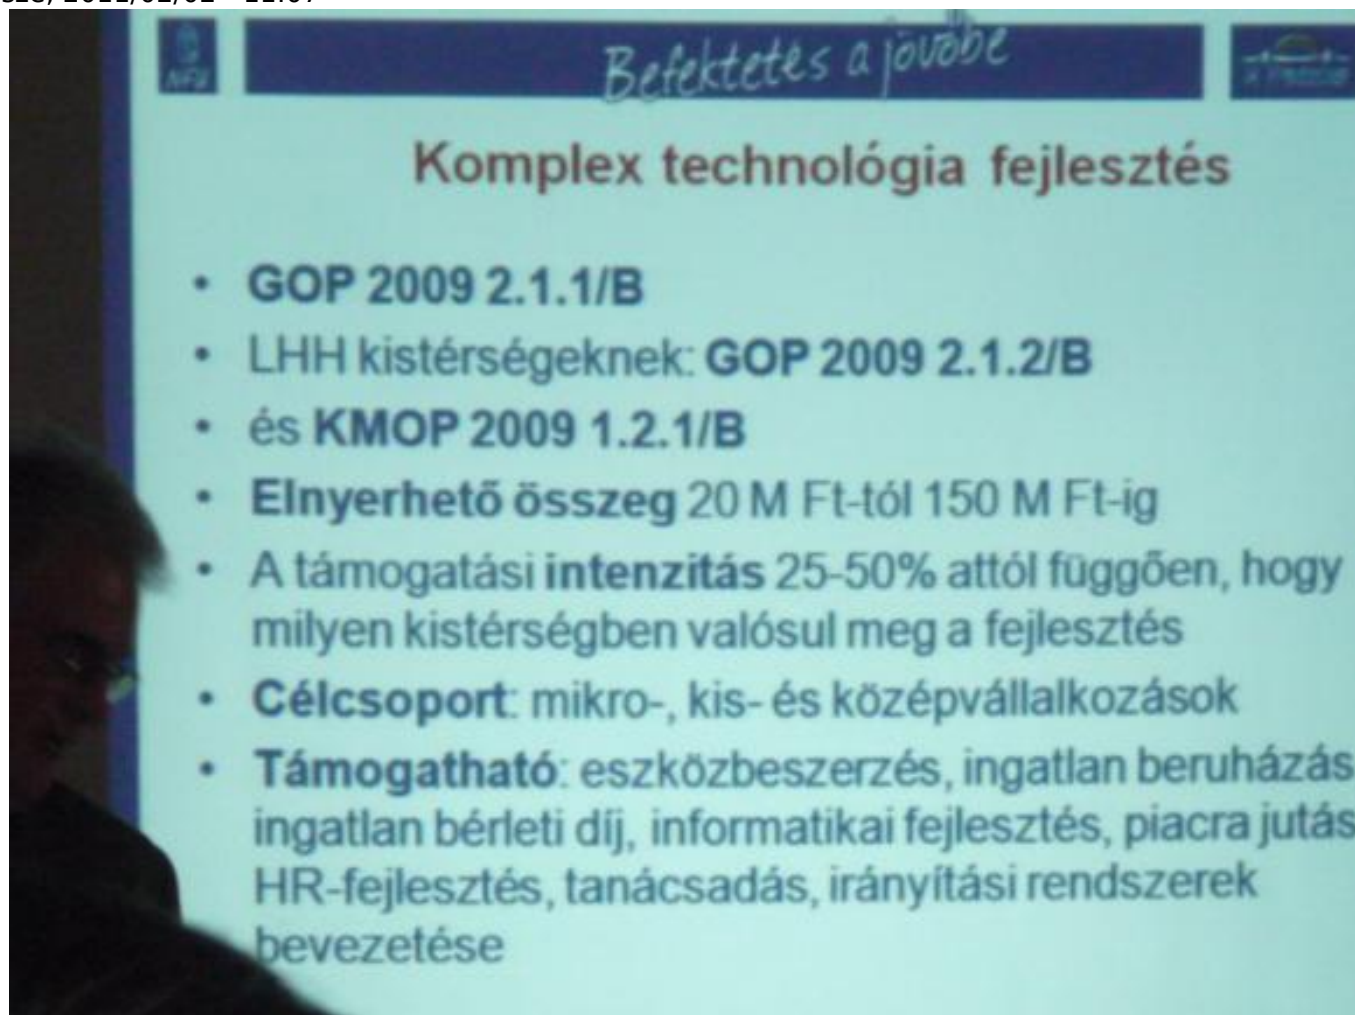 NFÜ
Befektetés a jövőbe
Komplex technológia fejlesztés
• GOP 2009 2.1.1/B
• LHH kistérségeknek: GOP 2009 2.1.2/B
• és KMOP 2009 1.2.1/B
• Elnyerhető összeg 20 M Ft-tól 150 M Ft-ig
• A támogatási intenzitás 25-50% attól függően, hogy
milyen kistérségben valósul meg a fejlesztés
• Célcsoport: mikro-, kis- és középvállalkozások
• Támogatható: eszközbeszerzés, ingatlan beruházás
ingatlan bérleti díj, informatikai fejlesztés, piacra jutás
HR-fejlesztés, tanácsadás, irányítási rendszerek
bevezetése